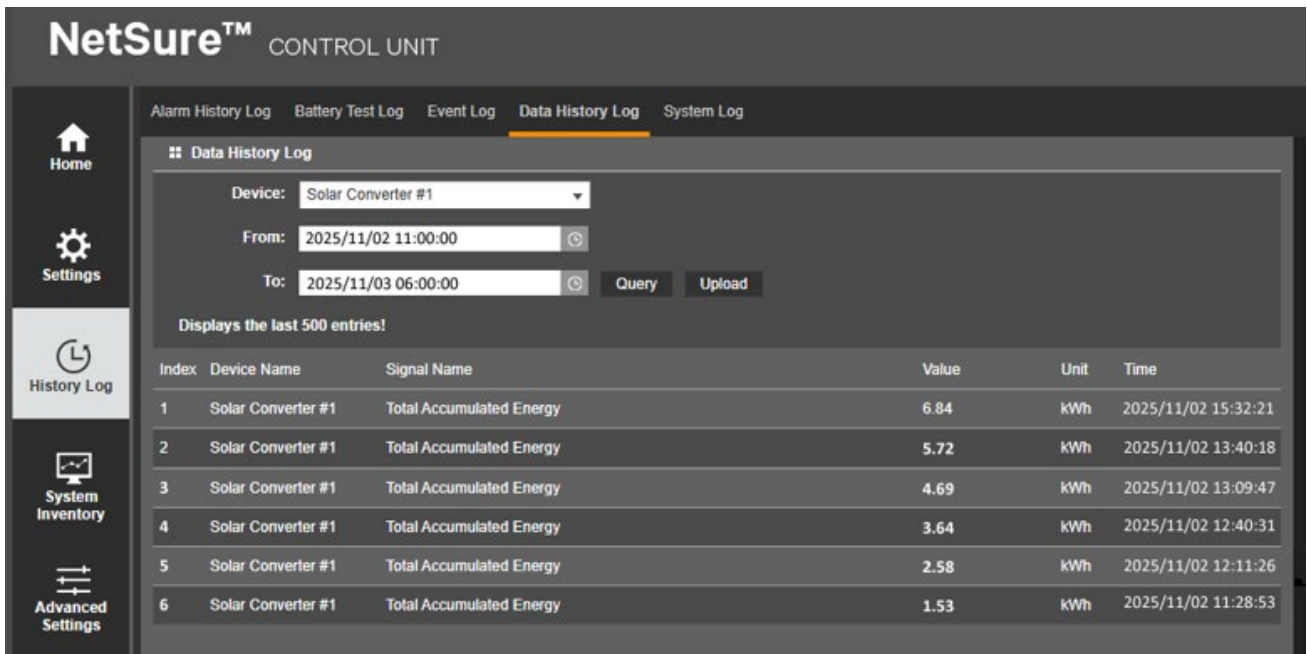 NetSure™ CONTROL UNIT
Alarm History Log Battery Test Log Event Log Data History Log System Log
Home
Settings
History Log
System Inventory
Advanced Settings
Data History Log
Device: Solar Converter #1
From: 2025/11/02 11:00:00
To: 2025/11/03 06:00:00 Query Upload
Displays the last 500 entries!
Index Device Name Signal Name Value Unit Time
1 Solar Converter #1 Total Accumulated Energy 6.84 kWh 2025/11/02 15:32:21
2 Solar Converter #1 Total Accumulated Energy 5.72 kWh 2025/11/02 13:40:18
3 Solar Converter #1 Total Accumulated Energy 4.69 kWh 2025/11/02 13:09:47
4 Solar Converter #1 Total Accumulated Energy 3.64 kWh 2025/11/02 12:40:31
5 Solar Converter #1 Total Accumulated Energy 2.58 kWh 2025/11/02 12:11:26
6 Solar Converter #1 Total Accumulated Energy 1.53 kWh 2025/11/02 11:28:53